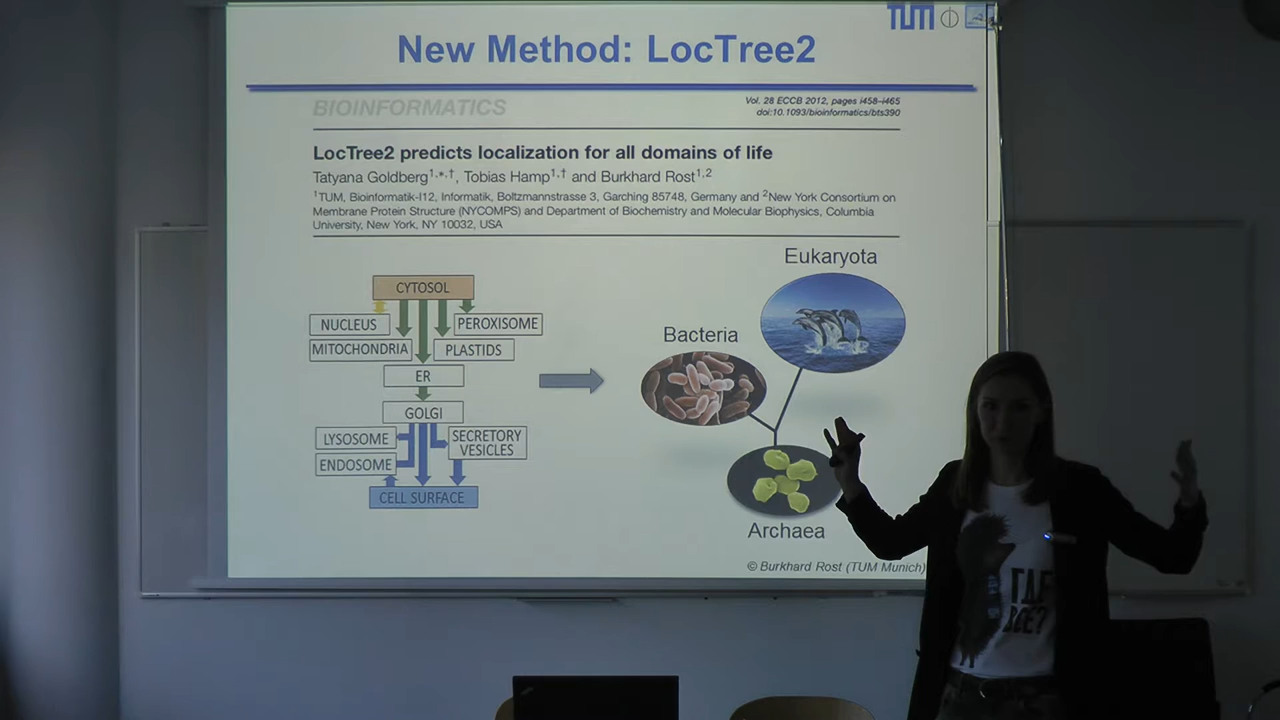 TUM
New Method: LocTree2
BIOINFORMATICS
Vol. 28 ECCB 2012, pages i458–i465
doi:10.1093/bioinformatics/bts390
LocTree2 predicts localization for all domains of life
Tatyana Goldberg1,*,†, Tobias Hamp1,† and Burkhard Rost1,2
1TUM, Bioinformatik-I12, Informatik, Boltzmannstrasse 3, Garching 85748, Germany and 2New York Consortium on
Membrane Protein Structure (NYCOMPS) and Department of Biochemistry and Molecular Biophysics, Columbia
University, New York, NY 10032, USA
CYTOSOL
NUCLEUS
PEROXISOME
MITOCHONDRIA
PLASTIDS
ER
GOLGI
LYSOSOME
SECRETORY
VESICLES
ENDOSOME
CELL SURFACE
Eukaryota
Bacteria
Archaea
© Burkhard Rost (TUM Munich)
ГДЕ
ВСЕ?